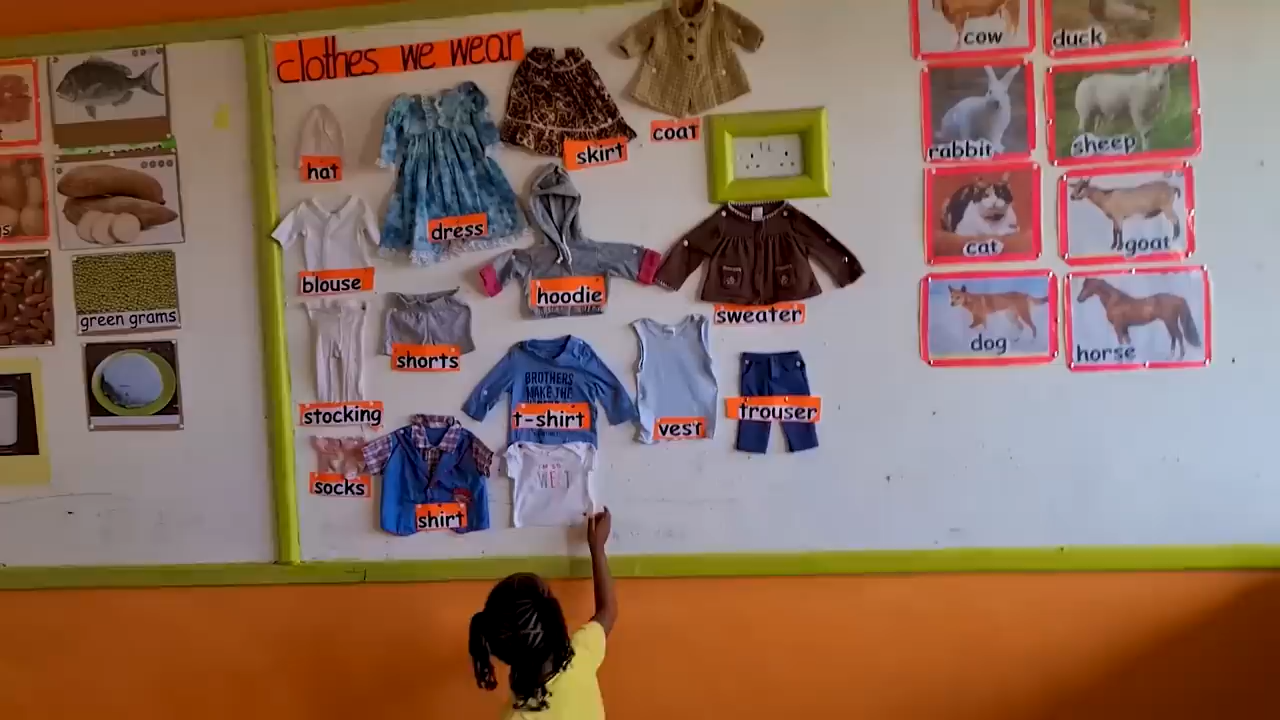 clothes we wear
hat
dress
skirt
coat
blouse
hoodie
sweater
stocking
shorts
BROTHERS
MAKE THE
t-shirt
vest
trouser
socks
shirt
green grams
cow
duck
rabbit
sheep
cat
goat
dog
horse